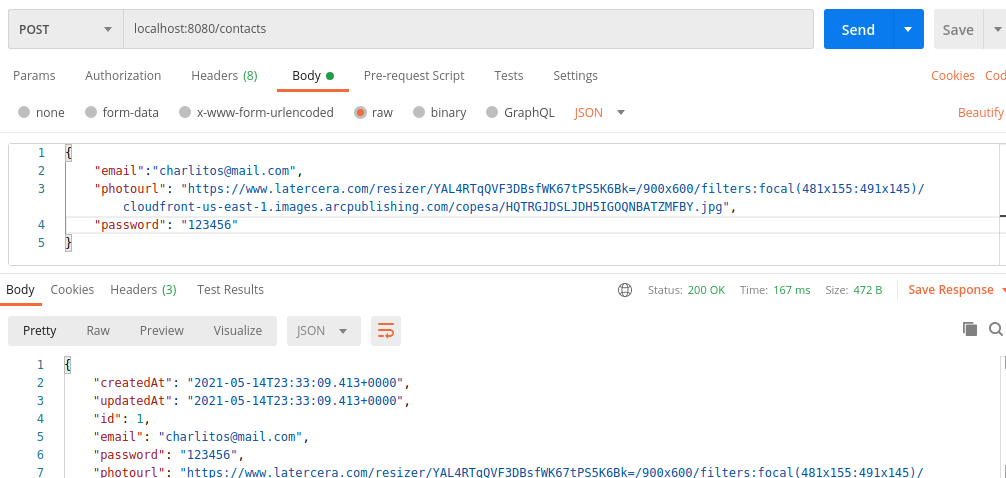 POST localhost:8080/contacts Send Save
Params Authorization Headers (8) Body Pre-request Script Tests Settings Cookies Cod
none form-data x-www-form-urlencoded raw binary GraphQL JSON Beautify
1 {
2 "email":"charlitos@mail.com",
3 "photourl": "https://www.latercera.com/resizer/YAL4RTqQVF3DBsfWK67tPS5K6Bk=/900x600/filters:focal(481x155:491x145)/
cloudfront-us-east-1.images.arcpublishing.com/copesa/HQTRGJDSLJDH5IGOQNBATZMFBY.jpg",
4 "password": "123456"
5 }
Body Cookies Headers (3) Test Results Status: 200 OK Time: 167 ms Size: 472 B Save Response
Pretty Raw Preview Visualize JSON
1 {
2 "createdAt": "2021-05-14T23:33:09.413+0000",
3 "updatedAt": "2021-05-14T23:33:09.413+0000",
4 "id": 1,
5 "email": "charlitos@mail.com",
6 "password": "123456",
7 "photourl": "https://www.latercera.com/resizer/YAL4RTqQVF3DBsfWK67tPS5K6Bk=/900x600/filters:focal(481x155:491x145)/